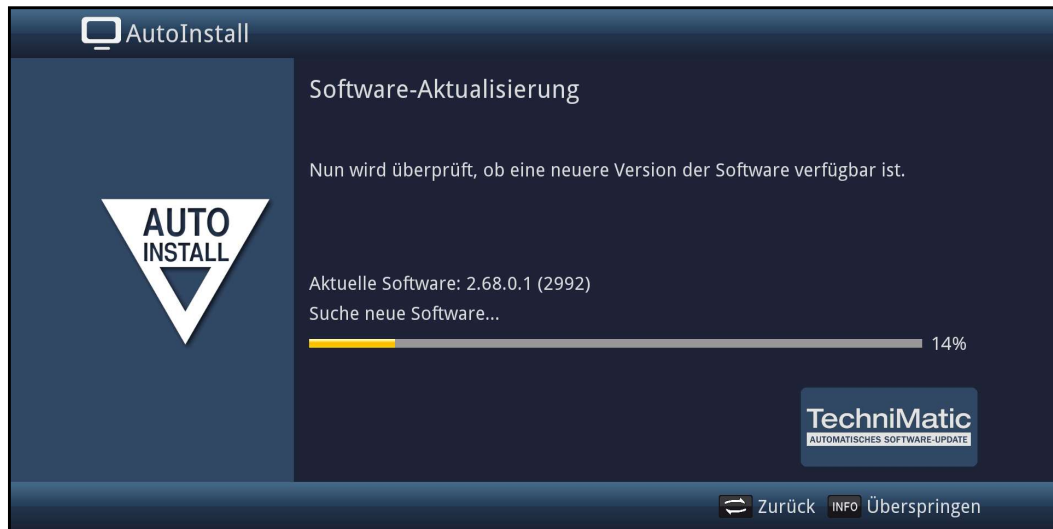 AutoInstall
Software-Aktualisierung
Nun wird überprüft, ob eine neuere Version der Software verfügbar ist.
AUTO
INSTALL
Aktuelle Software: 2.68.0.1 (2992)
Suche neue Software...
14%
TechniMatic
AUTOMATISCHES SOFTWARE-UPDATE
Zurück INFO Überspringen